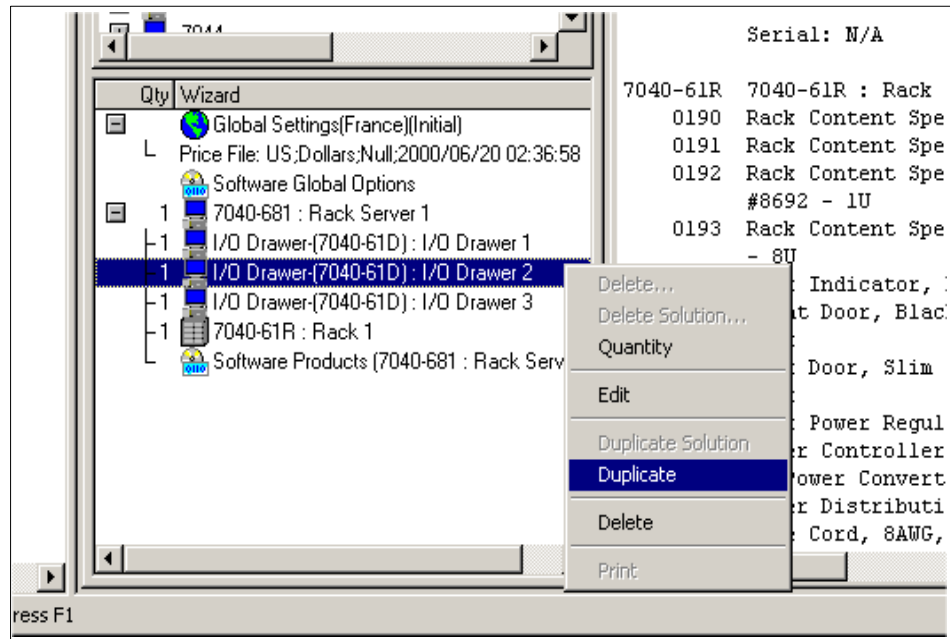 7044
Qty Wizard
Global Settings(France)(Initial)
Price File: US;Dollars;Null;2000/06/20 02:36:58
Software Global Options
1 7040-681 : Rack Server 1
1 I/O Drawer-(7040-61D) : I/O Drawer 1
1 I/O Drawer-(7040-61D) : I/O Drawer 2
1 I/O Drawer-(7040-61D) : I/O Drawer 3
1 7040-61R : Rack 1
Software Products (7040-681 : Rack Serv
Delete...
Delete Solution...
Quantity
Edit
Duplicate Solution
Duplicate
Delete
Print
Serial: N/A
7040-61R 7040-61R : Rack
0190 Rack Content Spe
0191 Rack Content Spe
0192 Rack Content Spe
#8692 - 1U
0193 Rack Content Spe
- 8U
Indicator,
Door, Blac
Door, Slim
Power Regul
Controller
ower Convert
Distributi
Cord, 8AWG,
ress F1